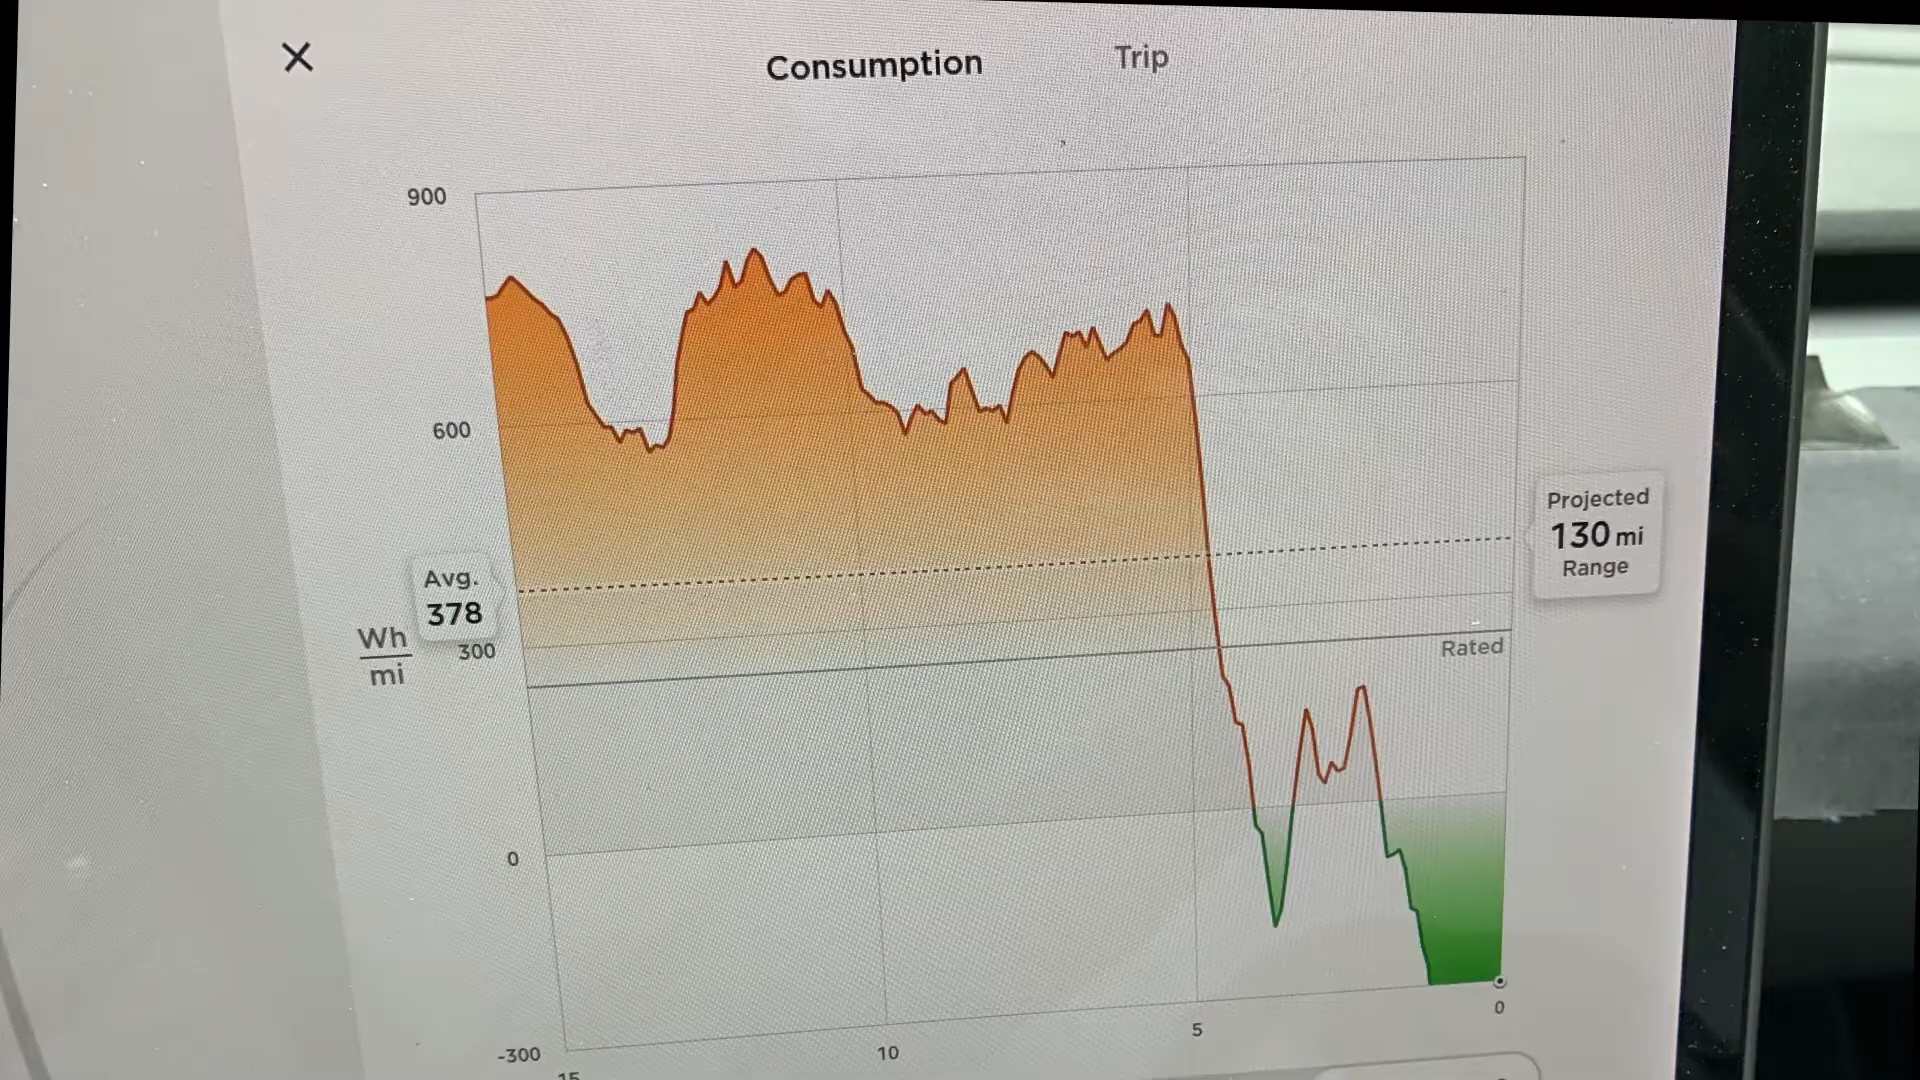 Consumption
Trip
900
600
Avg.
378
Wh
mi
300
0
-300
Projected
130 mi
Range
Rated
15
10
5
0